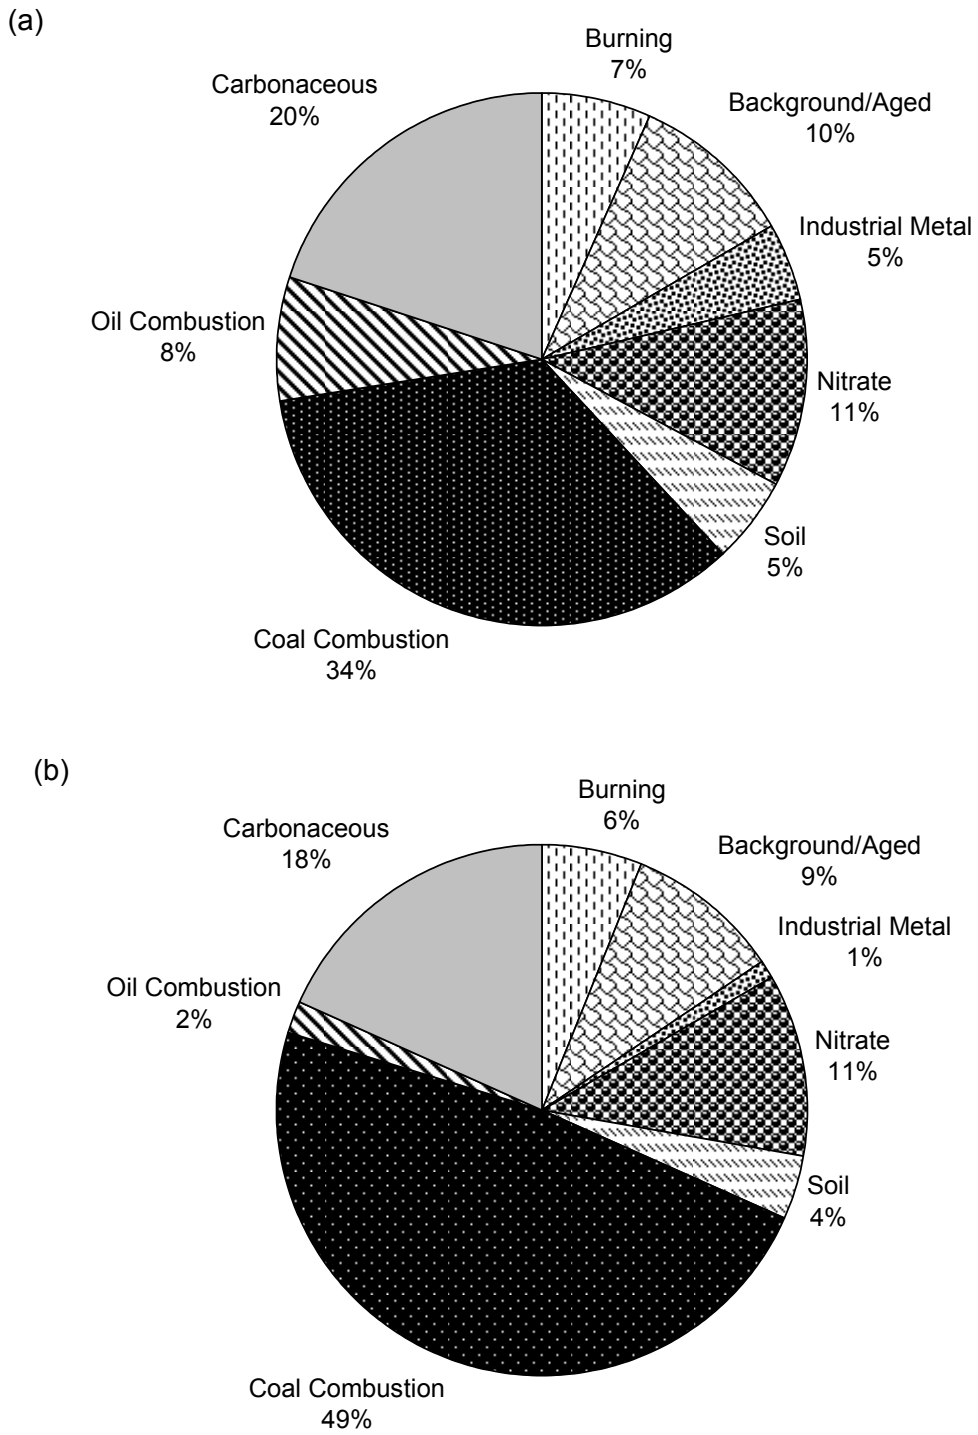 (a)
Burning
7%
Background/Aged
10%
Industrial Metal
5%
Nitrate
11%
Soil
5%
Coal Combustion
34%
Oil Combustion
8%
Carbonaceous
20%
(b)
Burning
6%
Background/Aged
9%
Industrial Metal
1%
Nitrate
11%
Soil
4%
Coal Combustion
49%
Oil Combustion
2%
Carbonaceous
18%